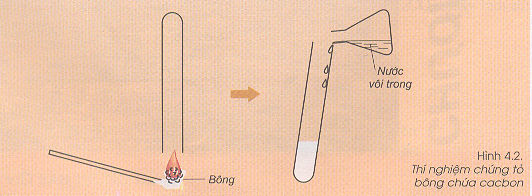 Nước
vôi trong
Bông
Hình 4.2.
Thí nghiệm chứng tỏ
bông chứa cacbon